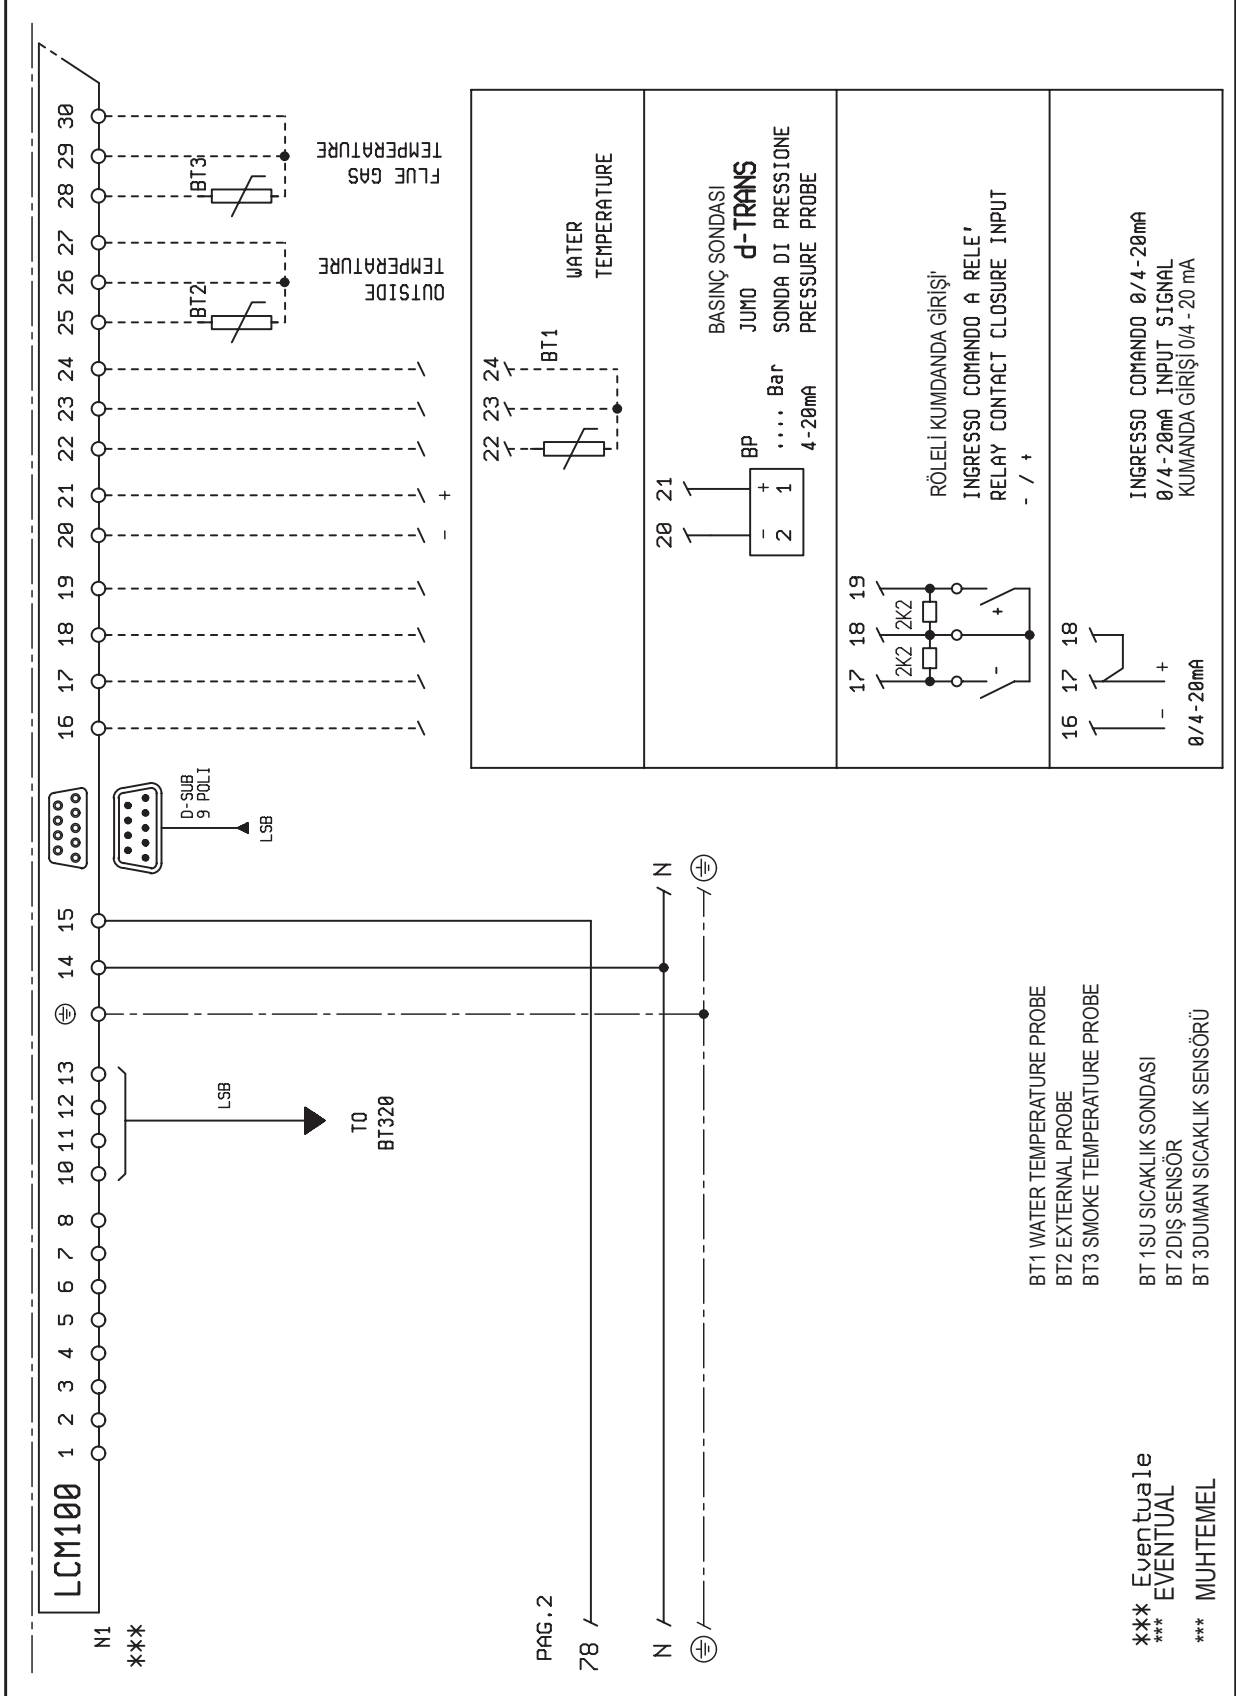 LCM100
1 2 3 4 5 6 7 8 10 11 12 13 14 15 16 17 18 19 20 21 22 23 24 25 26 27 28 29 30
N1
***
LSB
TO
BT320
D-SUB
9 POLI
LSB
- +
BT2
OUTSIDE
TEMPERATURE
BT3
FLUE GAS
TEMPERATURE
PAG.2
78
N
N
22 23 24
BT1
WATER
TEMPERATURE
20 21
- +
2 1
BP
.... Bar
4-20mA
BASINÇ SONDASI
JUMO d-TRANS
SONDA DI PRESSIONE
PRESSURE PROBE
17 18 19
2K2 2K2
- +
RÖLELİ KUMDANDA GİRİŞİ'
INGRESSO COMANDO A RELE'
RELAY CONTACT CLOSURE INPUT
- / +
16 17 18
- +
0/4-20mA
INGRESSO COMANDO 0/4-20mA
0/4-20mA INPUT SIGNAL
KUMANDA GİRİŞİ 0/4 - 20 mA
BT1 WATER TEMPERATURE PROBE
BT2 EXTERNAL PROBE
BT3 SMOKE TEMPERATURE PROBE
BT 1SU SICAKLIK SONDASI
BT 2DIŞ SENSÖR
BT 3DUMAN SICAKLIK SENSÖRÜ
*** Eventuale
*** EVENTUAL
*** MUHTEMEL